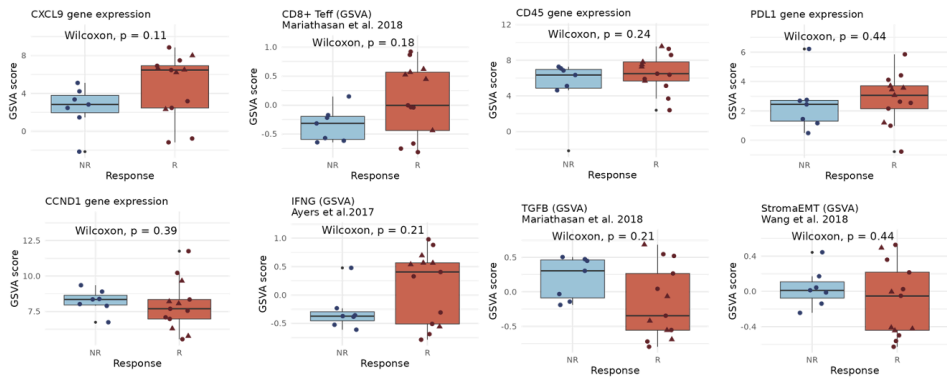 CXCL9 gene expression
Wilcoxon, p = 0.11
GSVA score
8
4
0
NR
R
Response
CD8+ Teff (GSVA)
Mariathasan et al. 2018
Wilcoxon, p = 0.18
GSVA score
1.0
0.5
0.0
-0.5
NR
R
Response
CD45 gene expression
Wilcoxon, p = 0.24
GSVA score
12
8
4
0
NR
R
Response
PDL1 gene expression
Wilcoxon, p = 0.44
GSVA score
6
4
2
0
NR
R
Response
CCND1 gene expression
Wilcoxon, p = 0.39
GSVA score
12.5
10.0
7.5
NR
R
Response
IFNG (GSVA)
Ayers et al.2017
Wilcoxon, p = 0.21
GSVA score
1.0
0.5
0.0
-0.5
NR
R
Response
TGFB (GSVA)
Mariathasan et al. 2018
Wilcoxon, p = 0.21
GSVA score
0.5
0.0
-0.5
NR
R
Response
StromaEMT (GSVA)
Wang et al. 2018
Wilcoxon, p = 0.44
GSVA score
0.4
0.0
-0.4
NR
R
Response